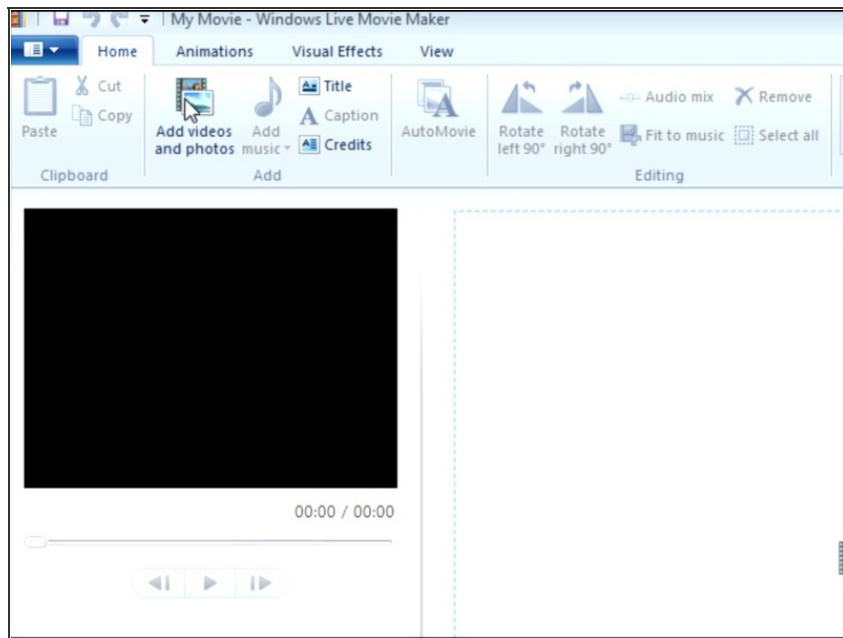 My Movie - Windows Live Movie Maker
Home Animations Visual Effects View
Paste
Cut
Copy
Clipboard
Add videos
and photos
Add
music
Title
Caption
Credits
Add
AutoMovie
Rotate
left 90°
Rotate
right 90°
Audio mix
Fit to music
Remove
Select all
Editing
00:00 / 00:00